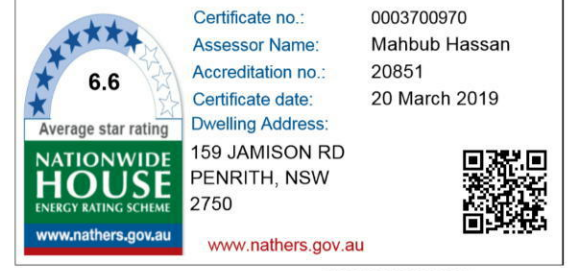 6.6
Average star rating
NATIONWIDE
HOUSE
ENERGY RATING SCHEME
www.nathers.gov.au
Certificate no.: 0003700970
Assessor Name: Mahbub Hassan
Accreditation no.: 20851
Certificate date: 20 March 2019
Dwelling Address:
159 JAMISON RD
PENRITH, NSW
2750
www.nathers.gov.au